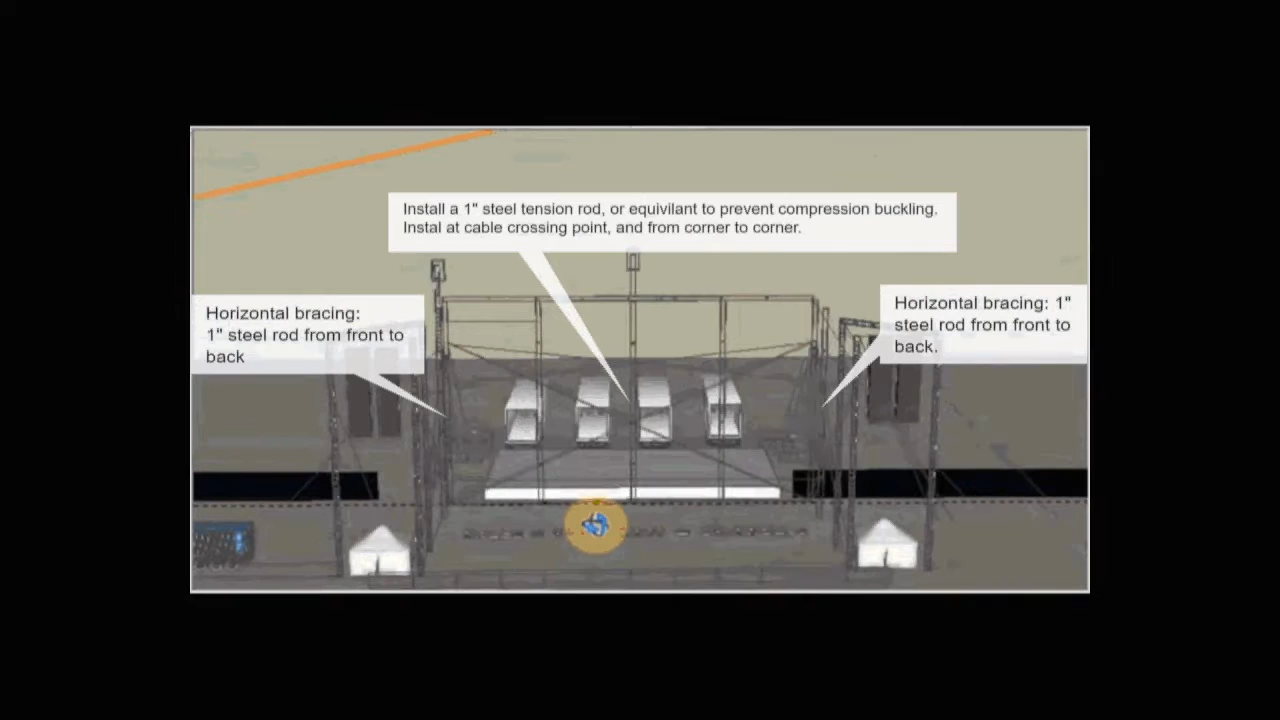 Install a 1" steel tension rod, or equivilant to prevent compression buckling.
Instal at cable crossing point, and from corner to corner.
Horizontal bracing:
1" steel rod from front to
back
Horizontal bracing: 1"
steel rod from front to
back.